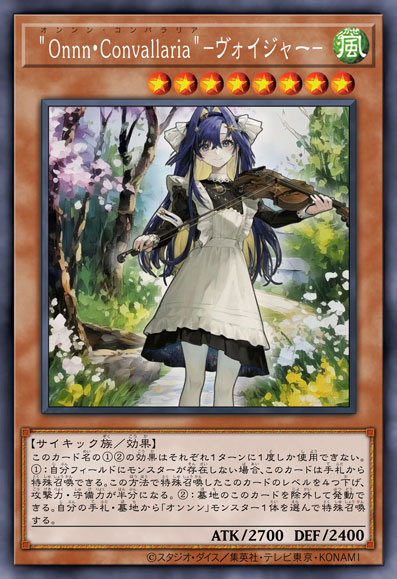 オンンン・コンバラリア
"Onnn・Convallaria"-ヴォイジャー-
かぜ
風
【サイキック族／効果】
このカード名の①②の効果はそれぞれ1ターンに1度しか使用できない。
①：自分フィールドにモンスターが存在しない場合、このカードは手札から
特殊召喚できる。この方法で特殊召喚したこのカードのレベルを4つ下げ、
攻撃力・守備力が半分になる。②：墓地のこのカードを除外して発動で
きる。自分の手札・墓地から「オンンン」モンスター1体を選んで特殊召喚
する。
ATK/2700 DEF/2400
©スタジオ・ダイス/集英社・テレビ東京・KONAMI